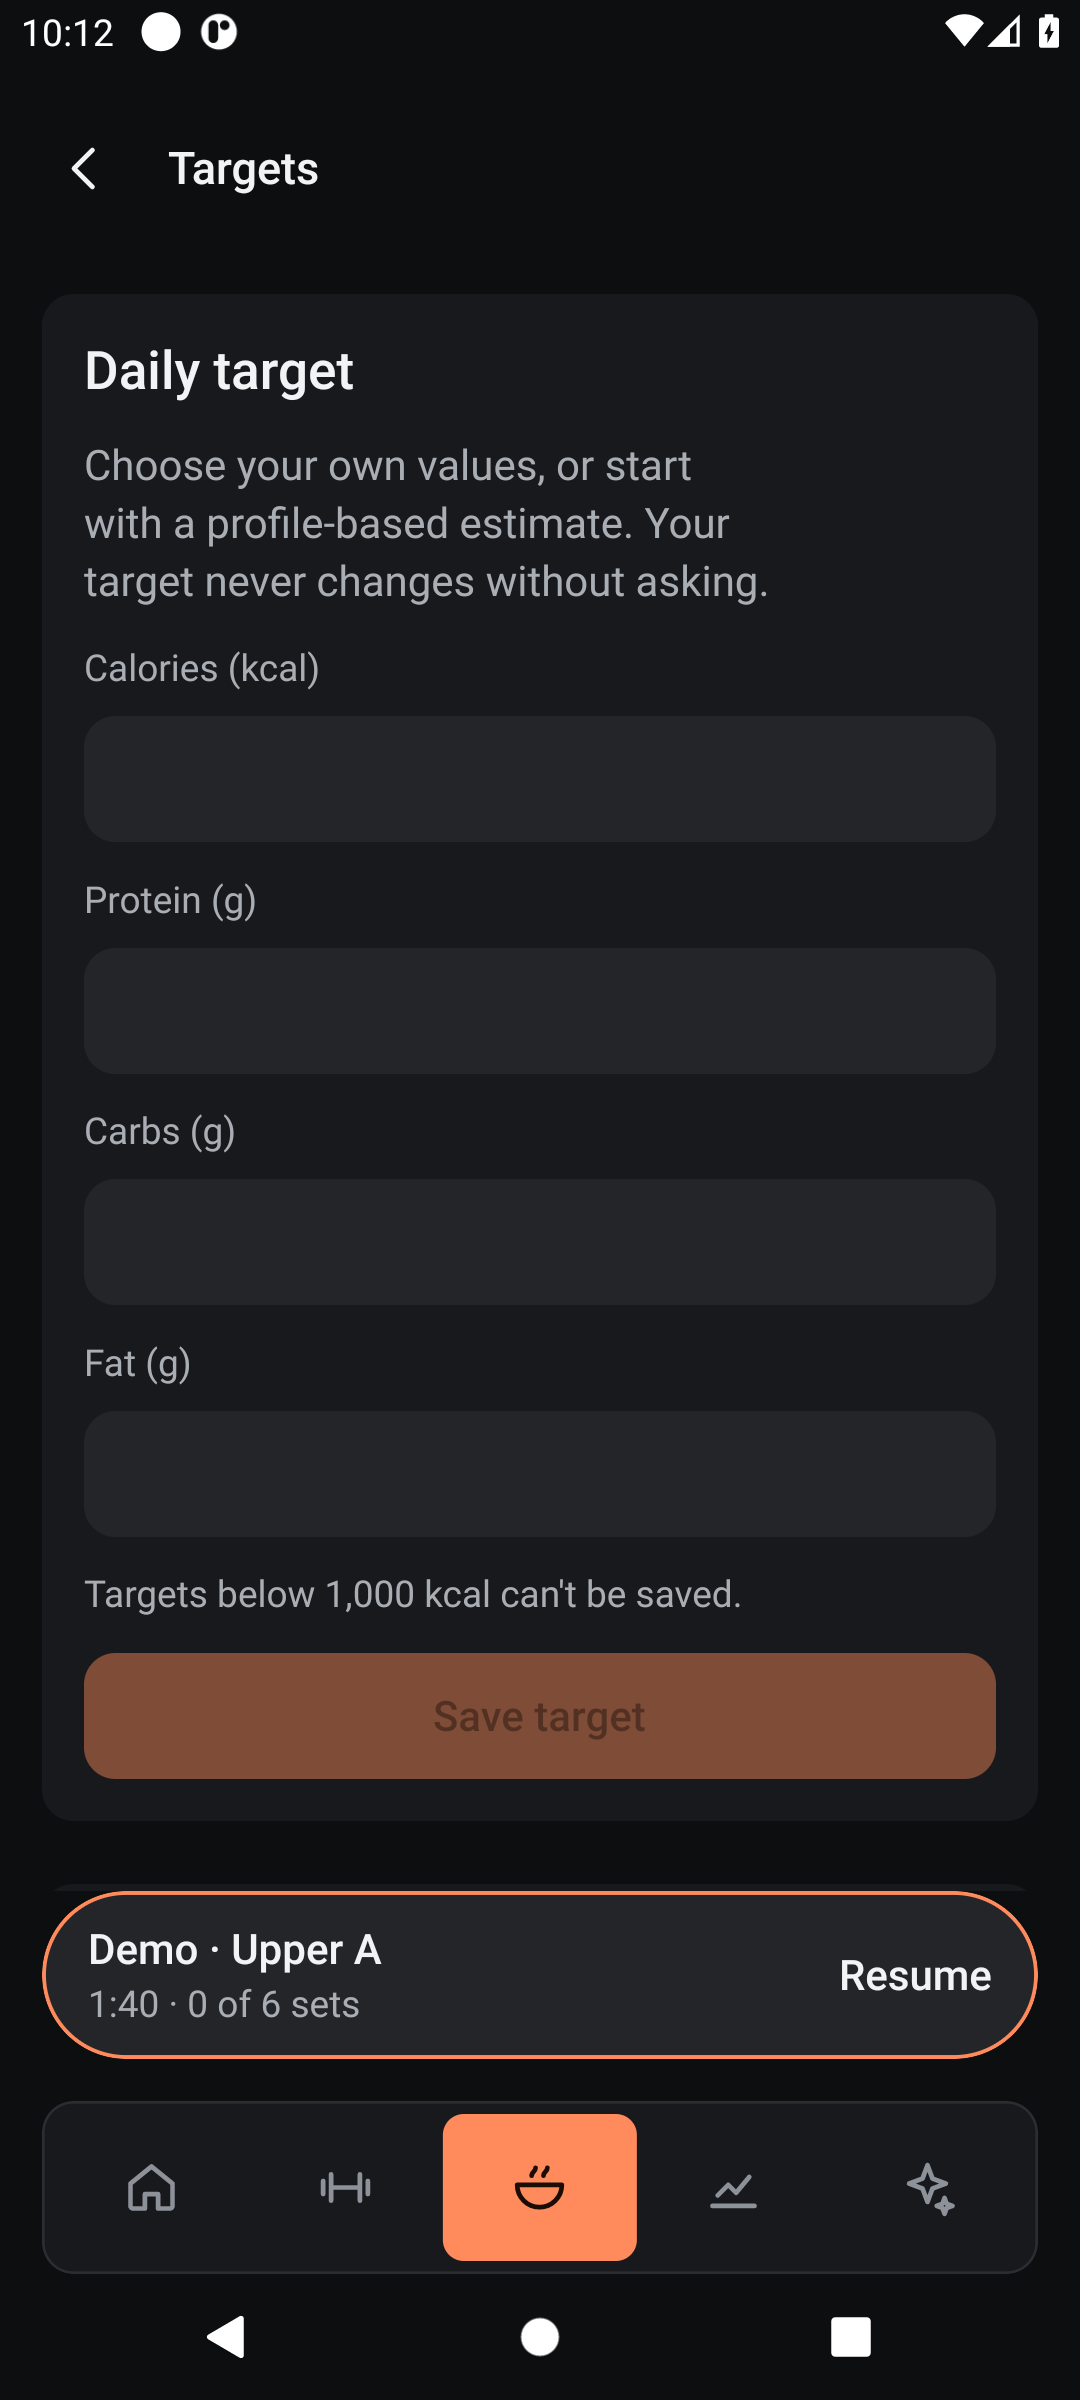 10:12
Targets
Daily target
Choose your own values, or start
with a profile-based estimate. Your
target never changes without asking.
Calories (kcal)
Protein (g)
Carbs (g)
Fat (g)
Targets below 1,000 kcal can't be saved.
Save target
Demo · Upper A
1:40 · 0 of 6 sets
Resume